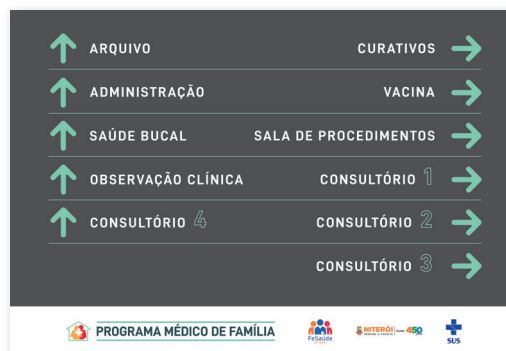 ARQUIVO
CURATIVOS
ADMINISTRAÇÃO
VACINA
SAÚDE BUCAL
SALA DE PROCEDIMENTOS
OBSERVAÇÃO CLÍNICA
CONSULTÓRIO 1
CONSULTÓRIO 4
CONSULTÓRIO 2
CONSULTÓRIO 3
PROGRAMA MÉDICO DE FAMÍLIA
FeSaúde
NITERÓI
450
SUS